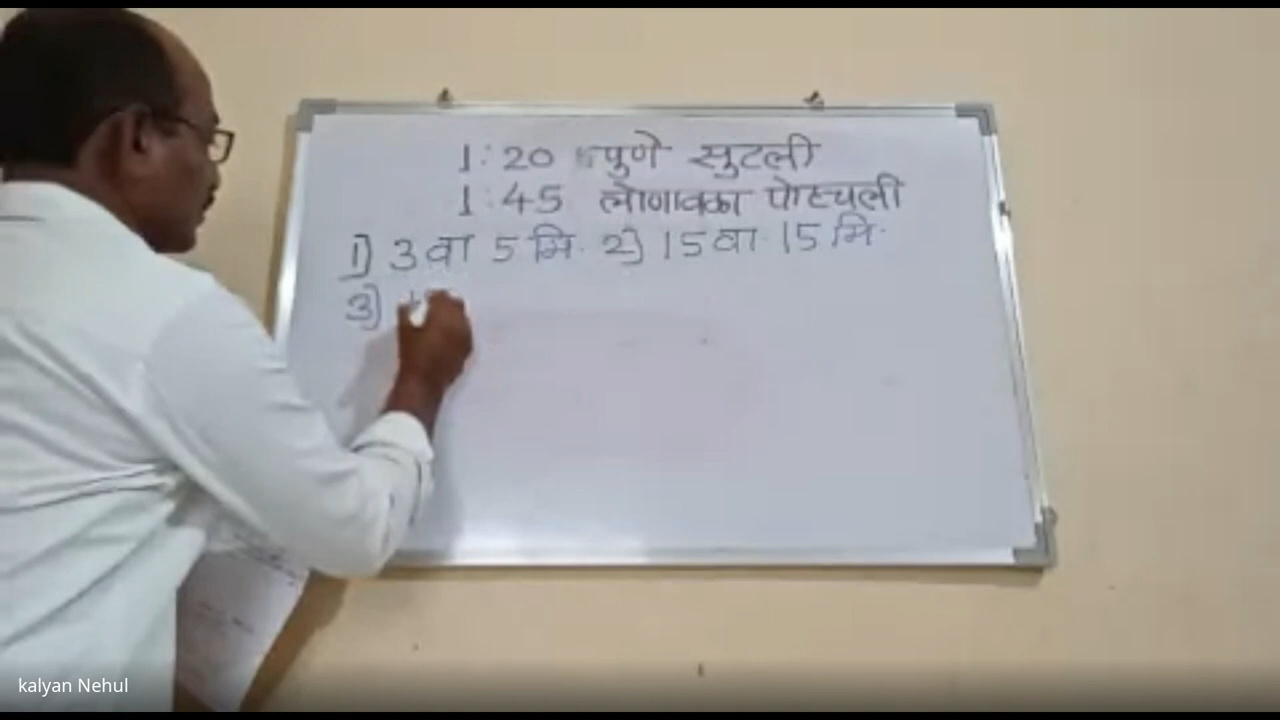 1:20 पुणे सुटली
1:45 लोणावळा पोहचली
1) 3 वा 5 मि. 2) 15 वा. 15 मि.
3)
kalyan Nehul